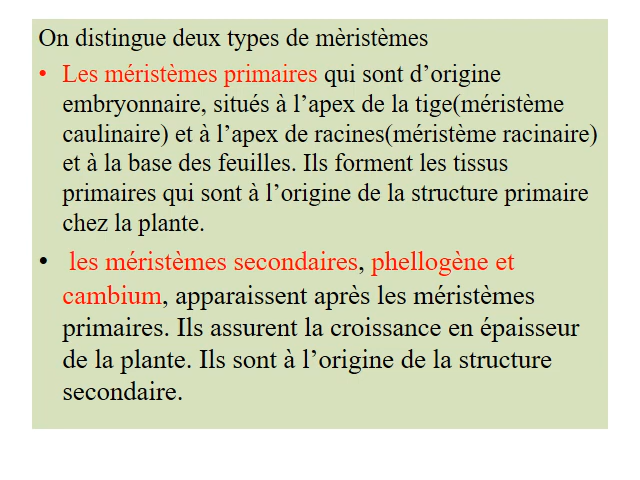 On distingue deux types de mèristèmes
• Les méristèmes primaires qui sont d’origine
embryonnaire, situés à l’apex de la tige(méristème
caulinaire) et à l’apex de racines(méristème racinaire)
et à la base des feuilles. Ils forment les tissus
primaires qui sont à l’origine de la structure primaire
chez la plante.
• les méristèmes secondaires, phellogène et
cambium, apparaissent après les méristèmes
primaires. Ils assurent la croissance en épaisseur
de la plante. Ils sont à l’origine de la structure
secondaire.